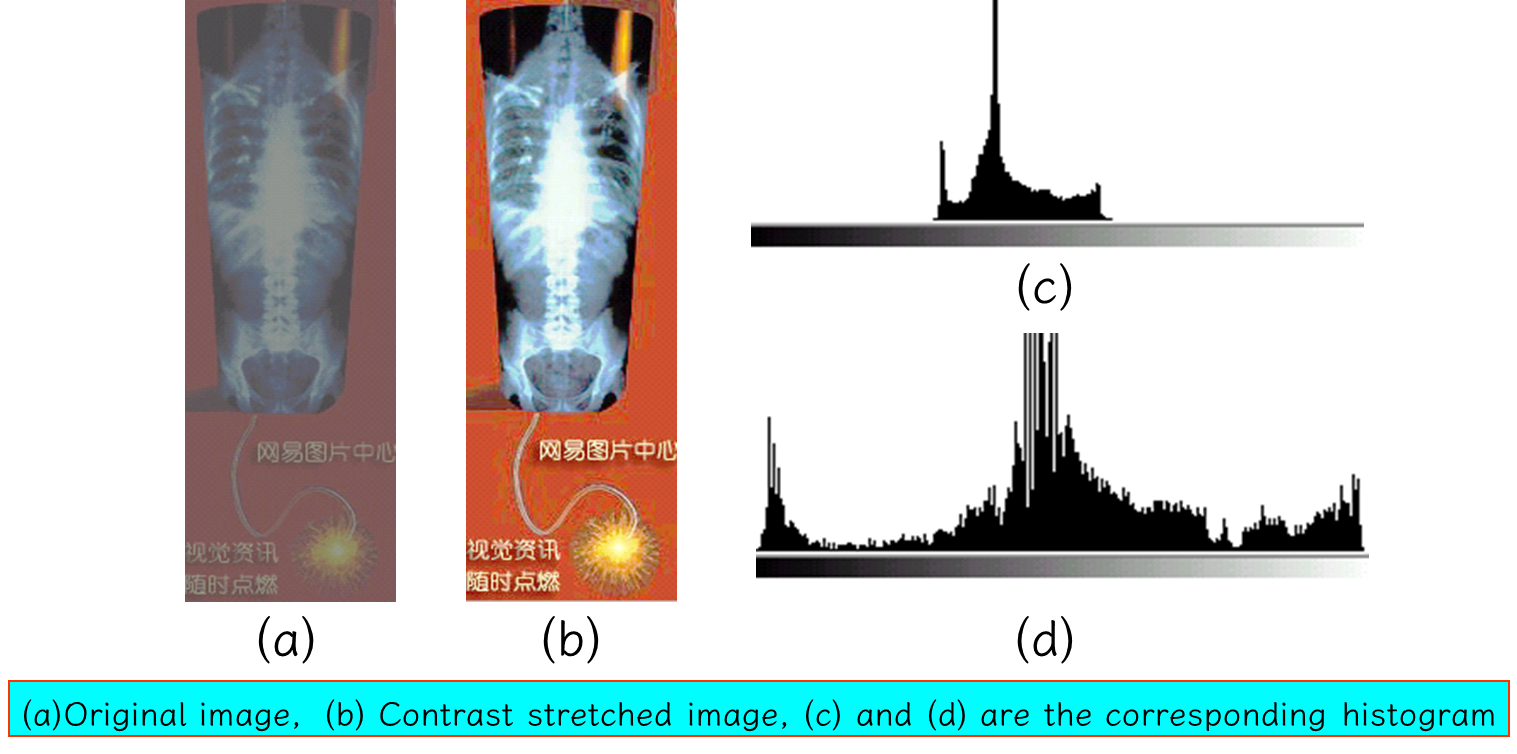 网易图片中心
视觉资讯
随时点燃
网易图片中心
视觉资讯
随时点燃
(a)
(b)
(c)
(d)
(a)Original image, (b) Contrast stretched image, (c) and (d) are the corresponding histogram